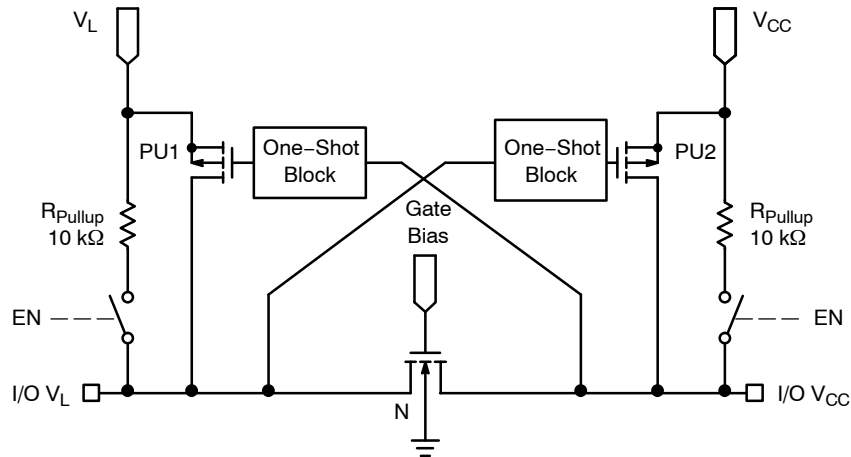 V_L
V_CC
PU1
One–Shot
Block
One–Shot
Block
PU2
R_Pullup
10 kΩ
Gate
Bias
R_Pullup
10 kΩ
EN
EN
I/O V_L
N
I/O V_CC